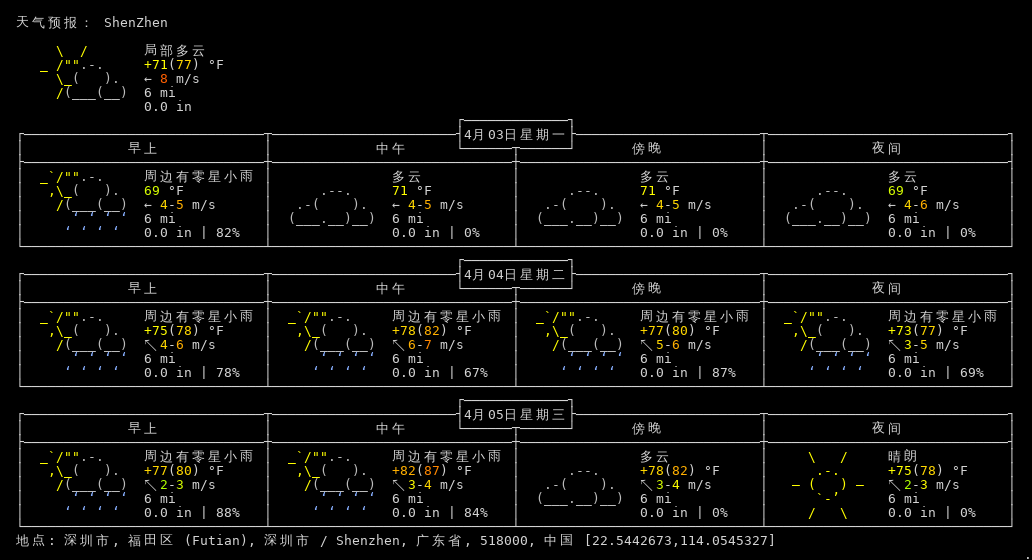 天气预报： ShenZhen
局部多云
+71(77) °F
← 8 m/s
6 mi
0.0 in
4月03日星期一
早上 中午 傍晚 夜间
周边有零星小雨 多云 多云 多云
69 °F 71 °F 71 °F 69 °F
← 4-5 m/s ← 4-5 m/s ← 4-5 m/s ← 4-6 m/s
6 mi 6 mi 6 mi 6 mi
0.0 in | 82% 0.0 in | 0% 0.0 in | 0% 0.0 in | 0%
4月04日星期二
早上 中午 傍晚 夜间
周边有零星小雨 周边有零星小雨 周边有零星小雨 周边有零星小雨
+75(78) °F +78(82) °F +77(80) °F +73(77) °F
↖ 4-6 m/s ↖ 6-7 m/s ↖ 5-6 m/s ↖ 3-5 m/s
6 mi 6 mi 6 mi 6 mi
0.0 in | 78% 0.0 in | 67% 0.0 in | 87% 0.0 in | 69%
4月05日星期三
早上 中午 傍晚 夜间
周边有零星小雨 周边有零星小雨 多云 晴朗
+77(80) °F +82(87) °F +78(82) °F +75(78) °F
↖ 2-3 m/s ↖ 3-4 m/s ↖ 3-4 m/s ↖ 2-3 m/s
6 mi 6 mi 6 mi 6 mi
0.0 in | 88% 0.0 in | 84% 0.0 in | 0% 0.0 in | 0%
地点: 深圳市, 福田区 (Futian), 深圳市 / Shenzhen, 广东省, 518000, 中国 [22.5442673,114.0545327]